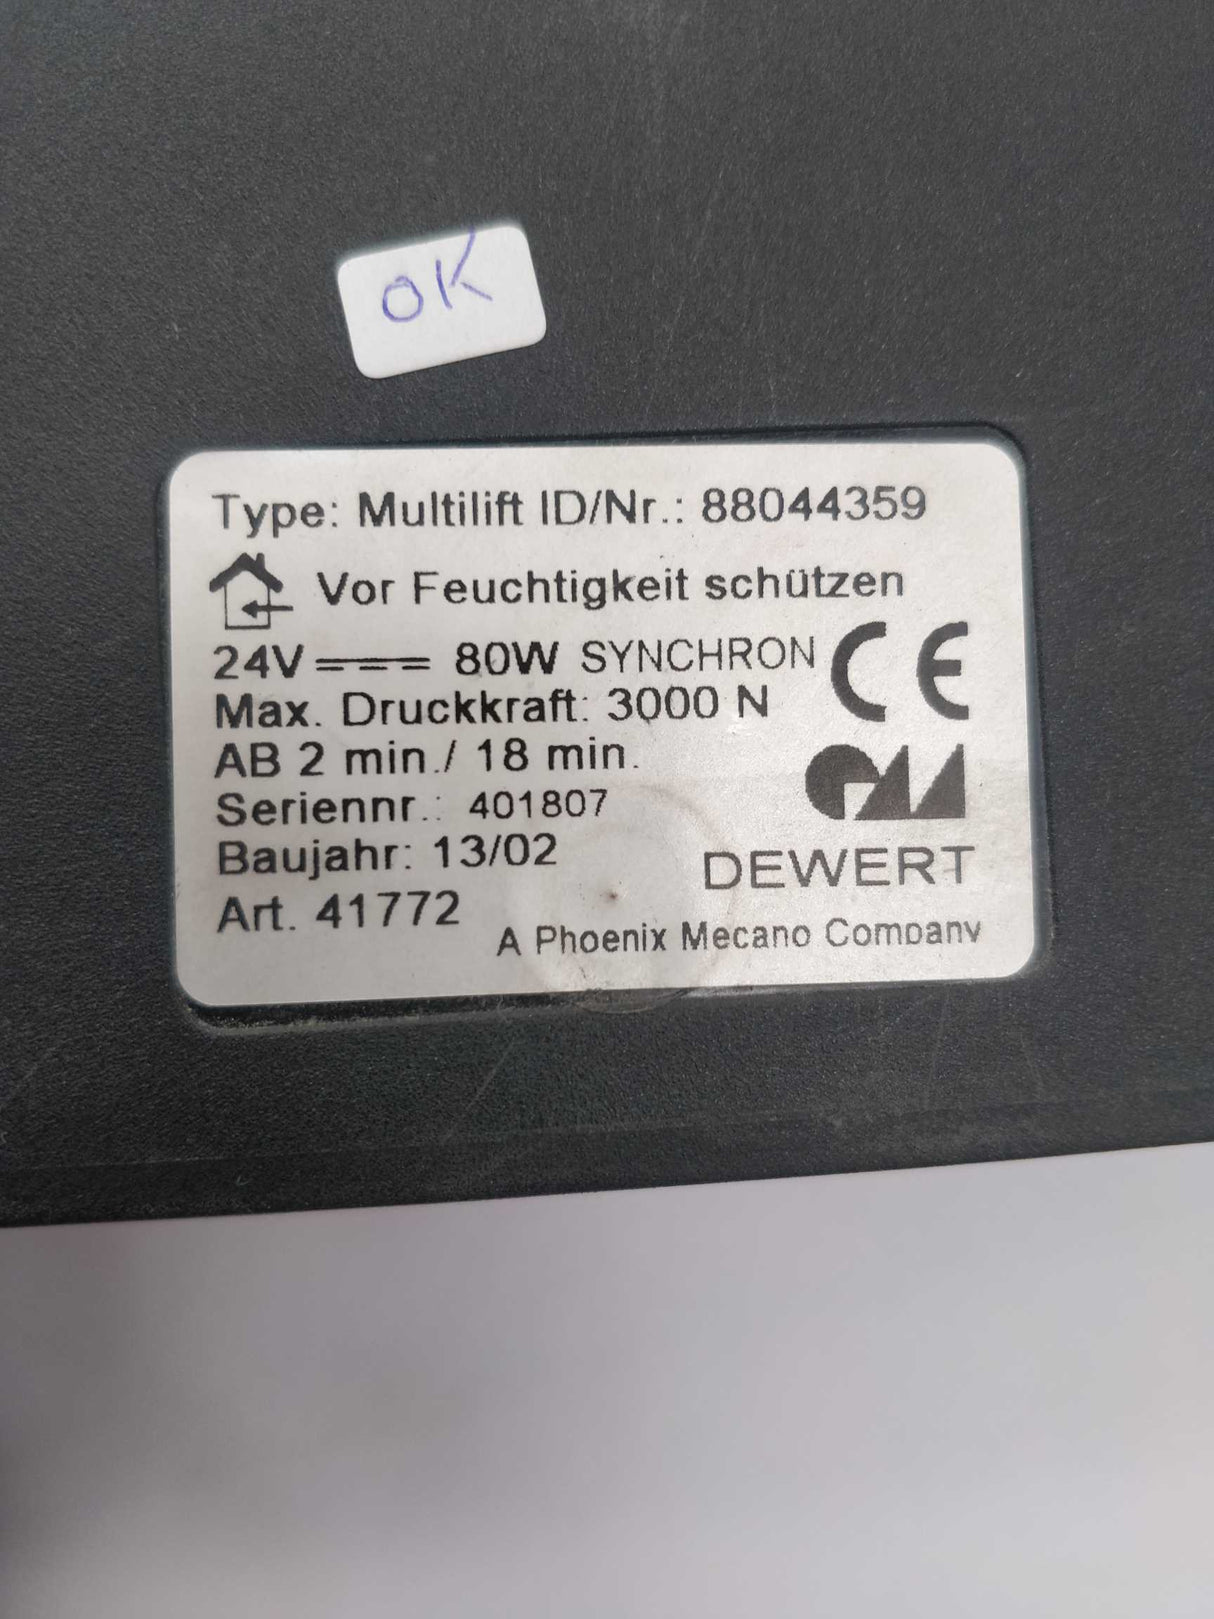 OK
Type: Multilift ID/Nr.: 88044359
Vor Feuchtigkeit schützen
24V 80W SYNCHRON CE
Max. Druckkraft: 3000 N
AB 2 min./ 18 min.
Seriennr.: 401807
Baujahr: 13/02
DEWERT
Art. 41772
A Phoenix Mecano Company